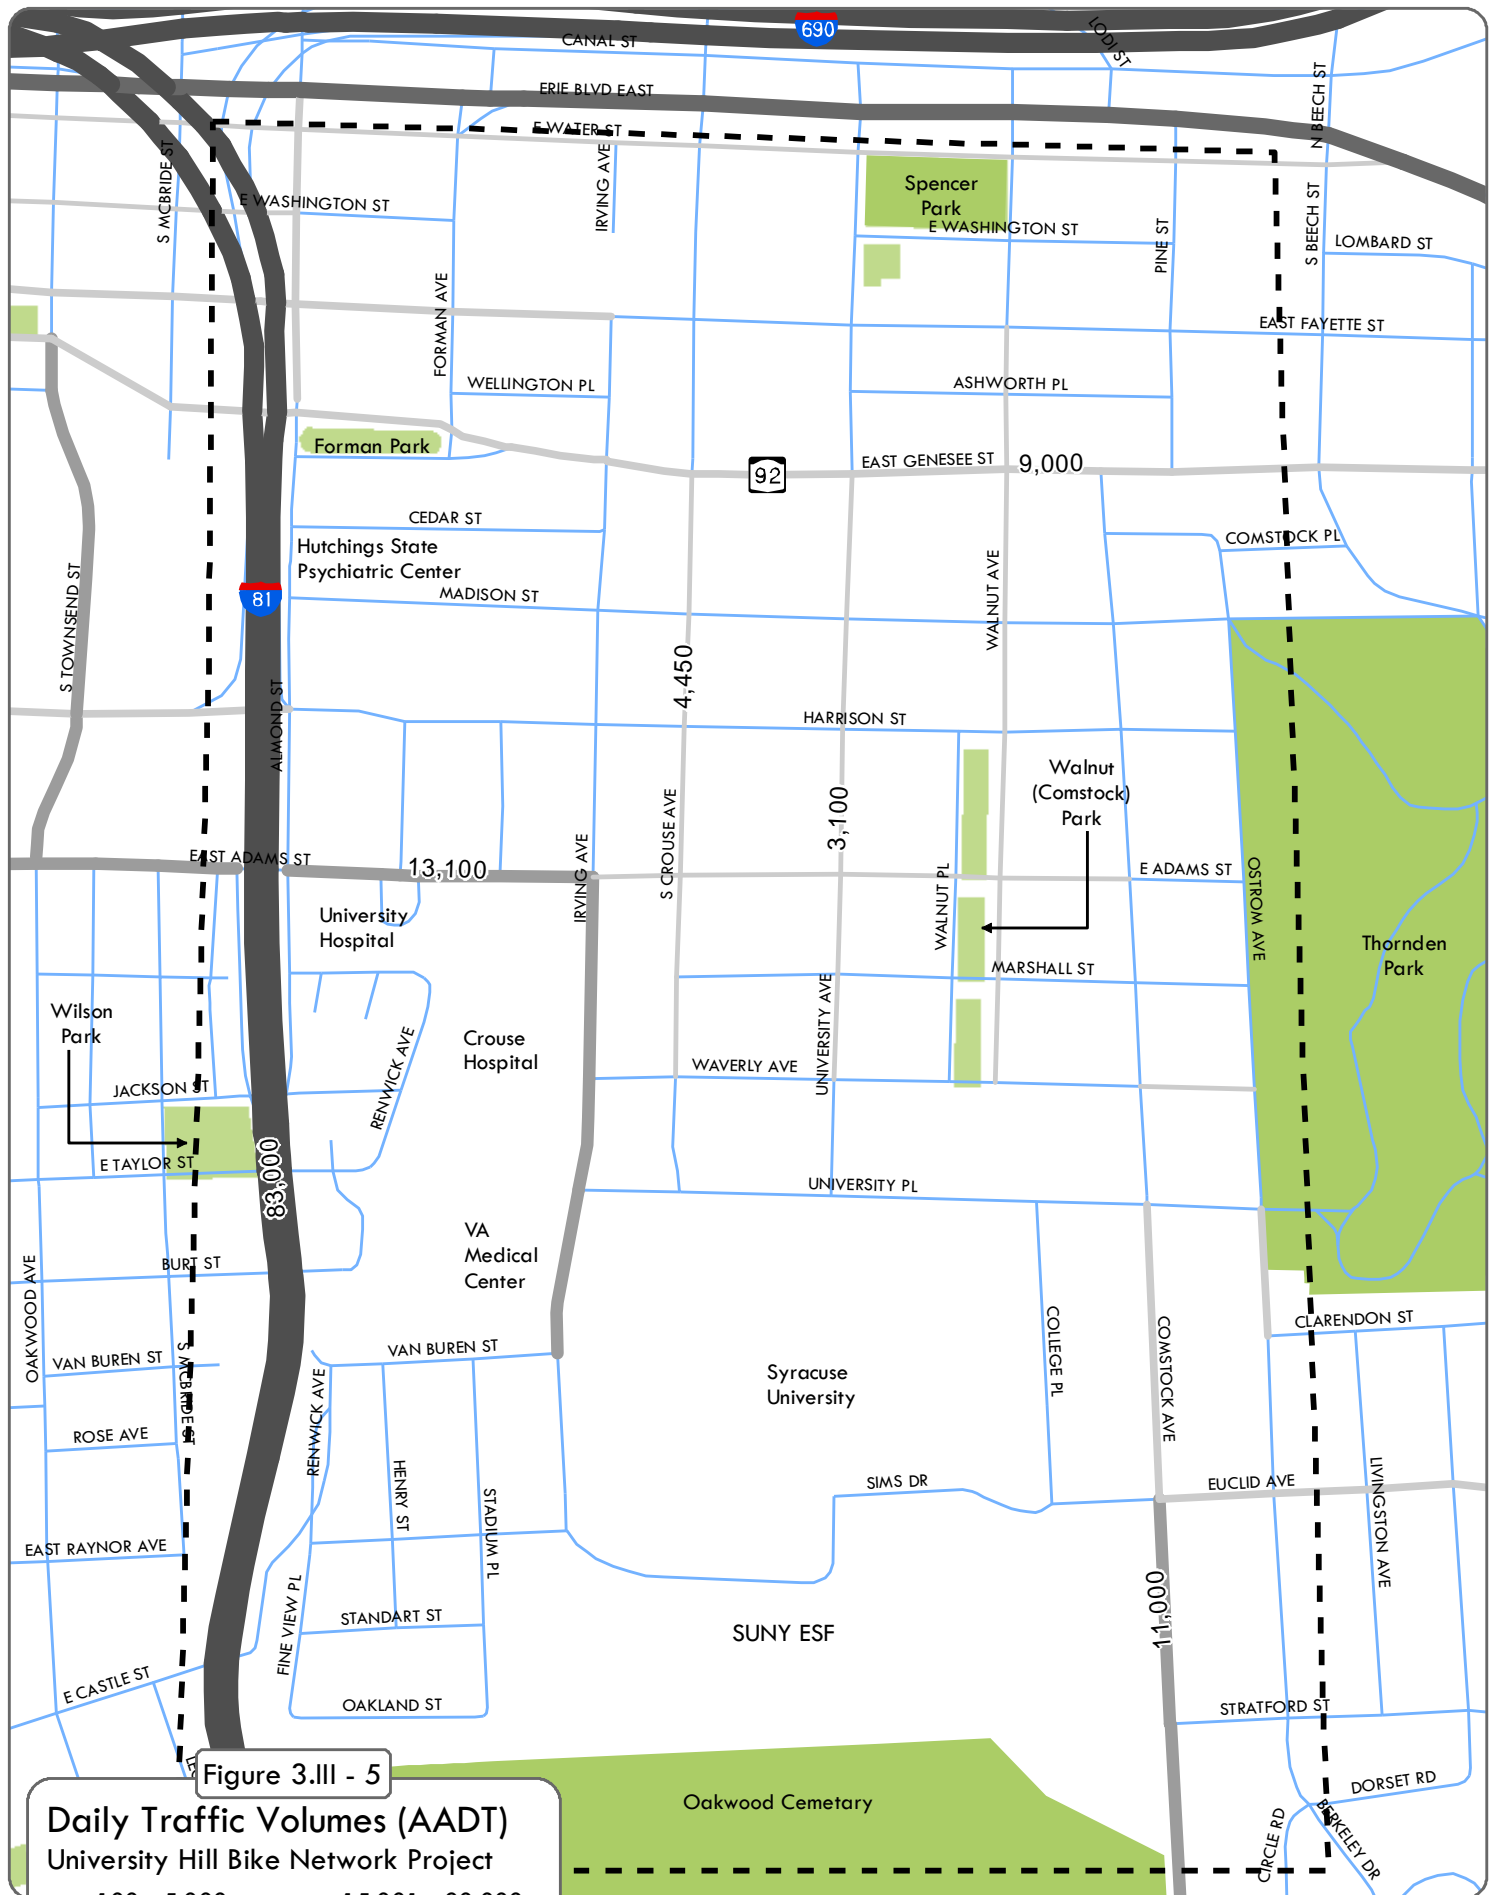 690
LODI ST
CANAL ST
N BEECH ST
ERIE BLVD EAST
E WATER ST
IRVING AVE
S MCBRIDE ST
E WASHINGTON ST
Spencer
Park
E WASHINGTON ST
PINE ST
S BEECH ST
LOMBARD ST
FORMAN AVE
EAST FAYETTE ST
WELLINGTON PL
ASHWORTH PL
Forman Park
92
EAST GENESEE ST
9,000
CEDAR ST
COMSTOCK PL
Hutchings State
Psychiatric Center
S TOWNSEND ST
81
MADISON ST
WALNUT AVE
4,450
ALMOND ST
HARRISON ST
Walnut
(Comstock)
Park
S CROUSE AVE
3,100
EAST ADAMS ST
13,100
IRVING AVE
WALNUT PL
E ADAMS ST
OSTROM AVE
University
Hospital
Thornden
Park
MARSHALL ST
UNIVERSITY AVE
Wilson
Park
Crouse
Hospital
RENWICK AVE
WAVERLY AVE
JACKSON ST
E TAYLOR ST
83,000
UNIVERSITY PL
VA
Medical
Center
BURT ST
OAKWOOD AVE
COLLEGE PL
COMSTOCK AVE
CLARENDON ST
VAN BUREN ST
S MCBRIDE ST
VAN BUREN ST
RENWICK AVE
Syracuse
University
ROSE AVE
HENRY ST
STADIUM PL
SIMS DR
EUCLID AVE
LIVINGSTON AVE
EAST RAYNOR AVE
FINE VIEW PL
STANDART ST
11,000
SUNY ESF
E CASTLE ST
OAKLAND ST
STRATFORD ST
Figure 3.III - 5
DORSET RD
Oakwood Cemetary
CIRCLE RD
BERKELEY DR
Daily Traffic Volumes (AADT)
University Hill Bike Network Project